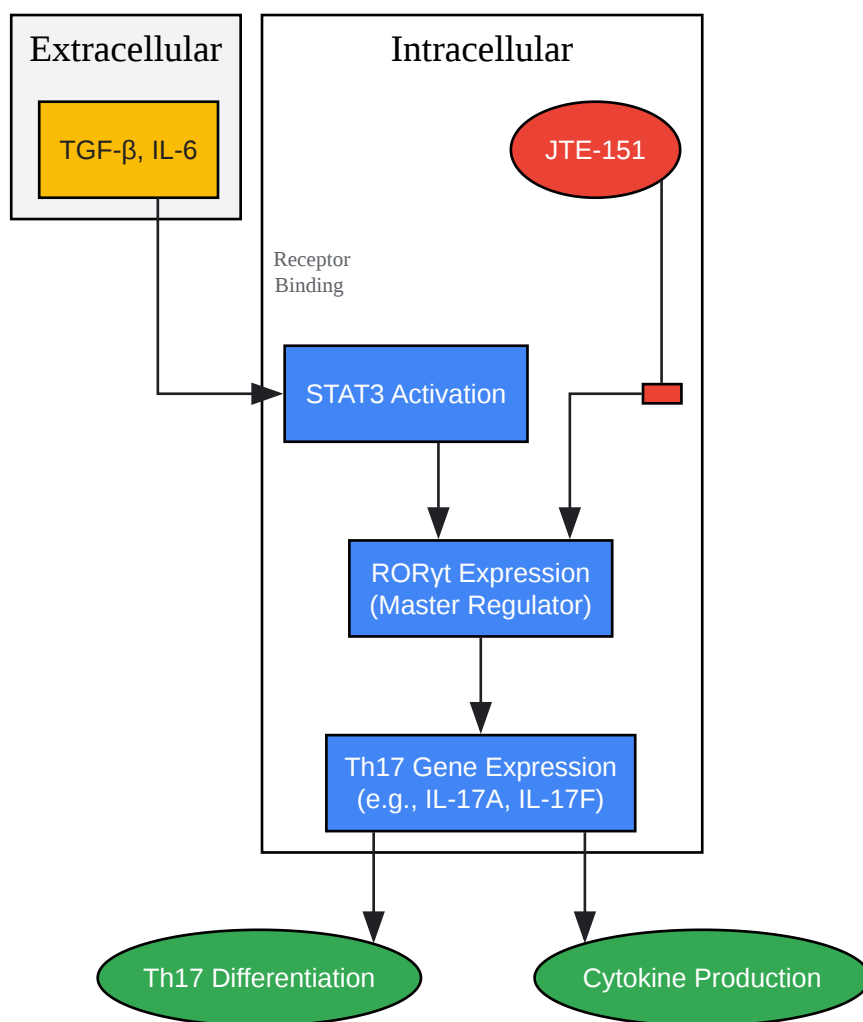 Extracellular
Intracellular
TGF-β, IL-6
JTE-151
Receptor
Binding
STAT3 Activation
RORγt Expression
(Master Regulator)
Th17 Gene Expression
(e.g., IL-17A, IL-17F)
Th17 Differentiation
Cytokine Production